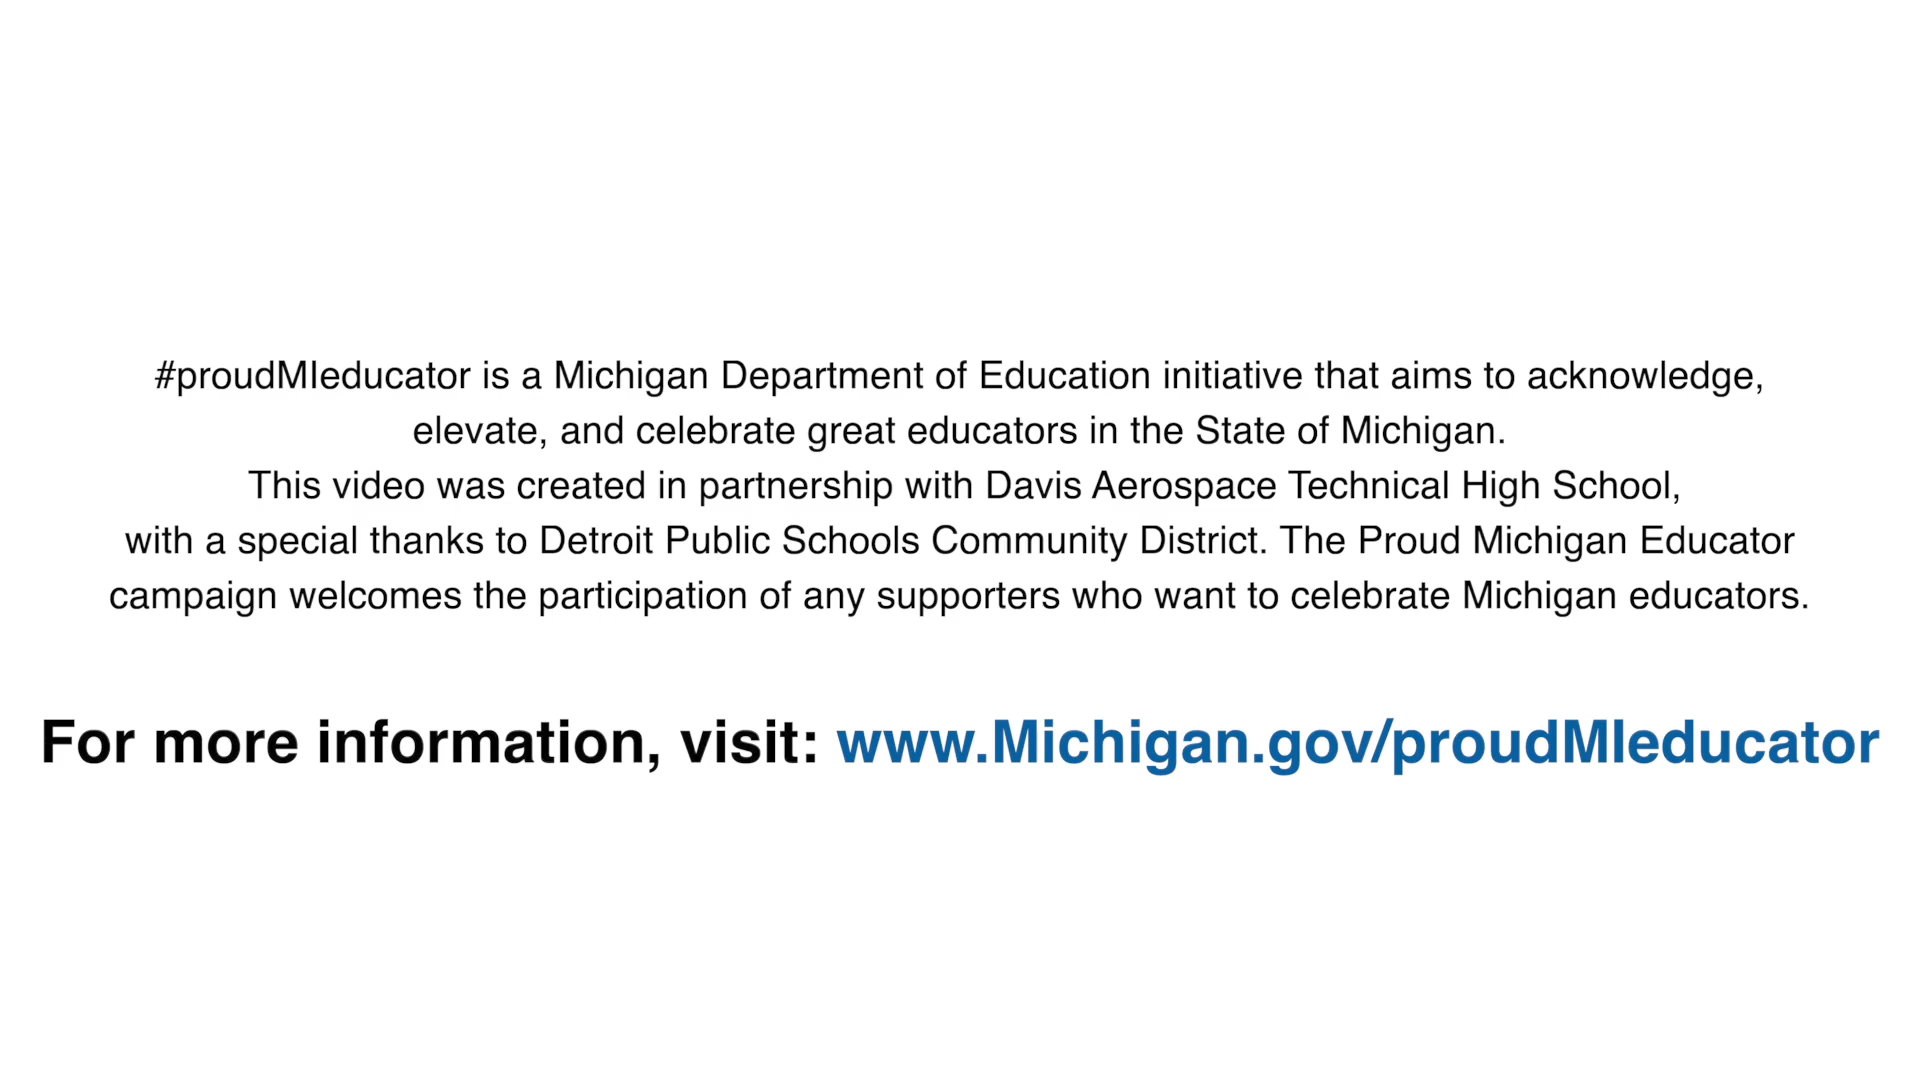 #proudMIeducator is a Michigan Department of Education initiative that aims to acknowledge,
elevate, and celebrate great educators in the State of Michigan.
This video was created in partnership with Davis Aerospace Technical High School,
with a special thanks to Detroit Public Schools Community District. The Proud Michigan Educator
campaign welcomes the participation of any supporters who want to celebrate Michigan educators.
For more information, visit: www.Michigan.gov/proudMIeducator